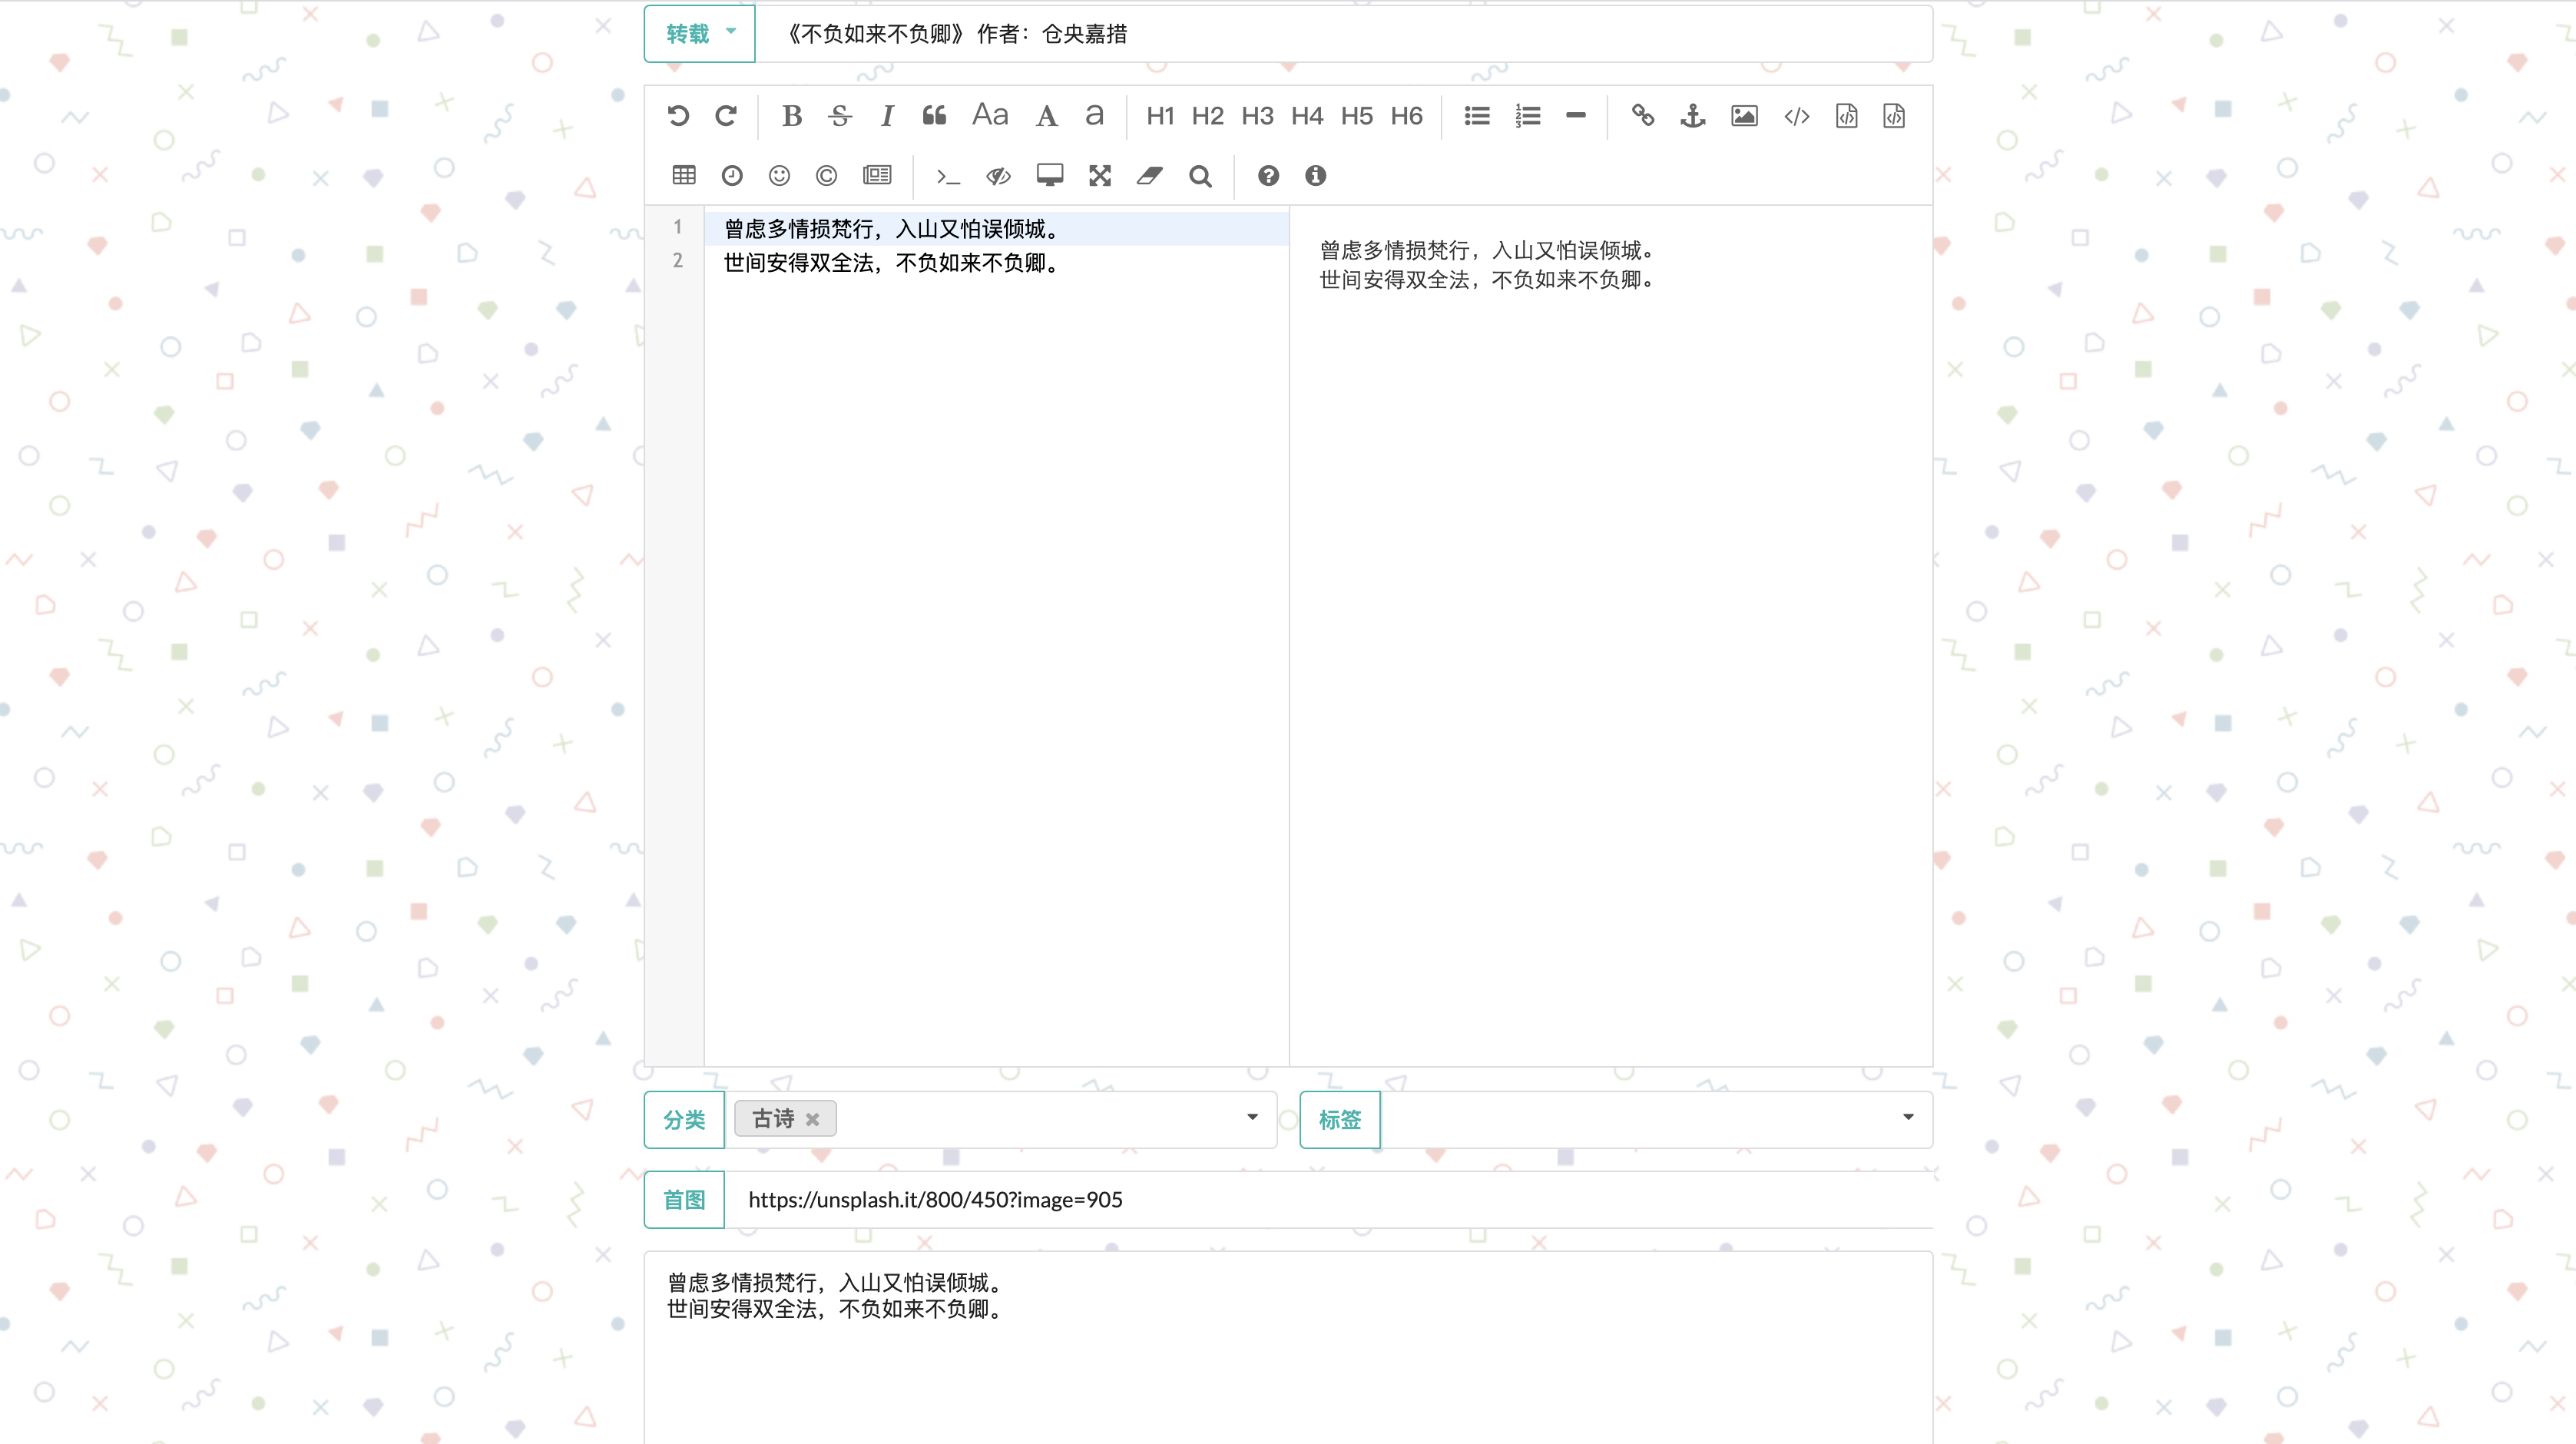 转载 《不负如来不负卿》 作者：仓央嘉措
B S I Aa A a H1 H2 H3 H4 H5 H6
1 曾虑多情损梵行，入山又怕误倾城。
2 世间安得双全法，不负如来不负卿。
曾虑多情损梵行，入山又怕误倾城。
世间安得双全法，不负如来不负卿。
分类 古诗 标签
首图 https://unsplash.it/800/450?image=905
曾虑多情损梵行，入山又怕误倾城。
世间安得双全法，不负如来不负卿。